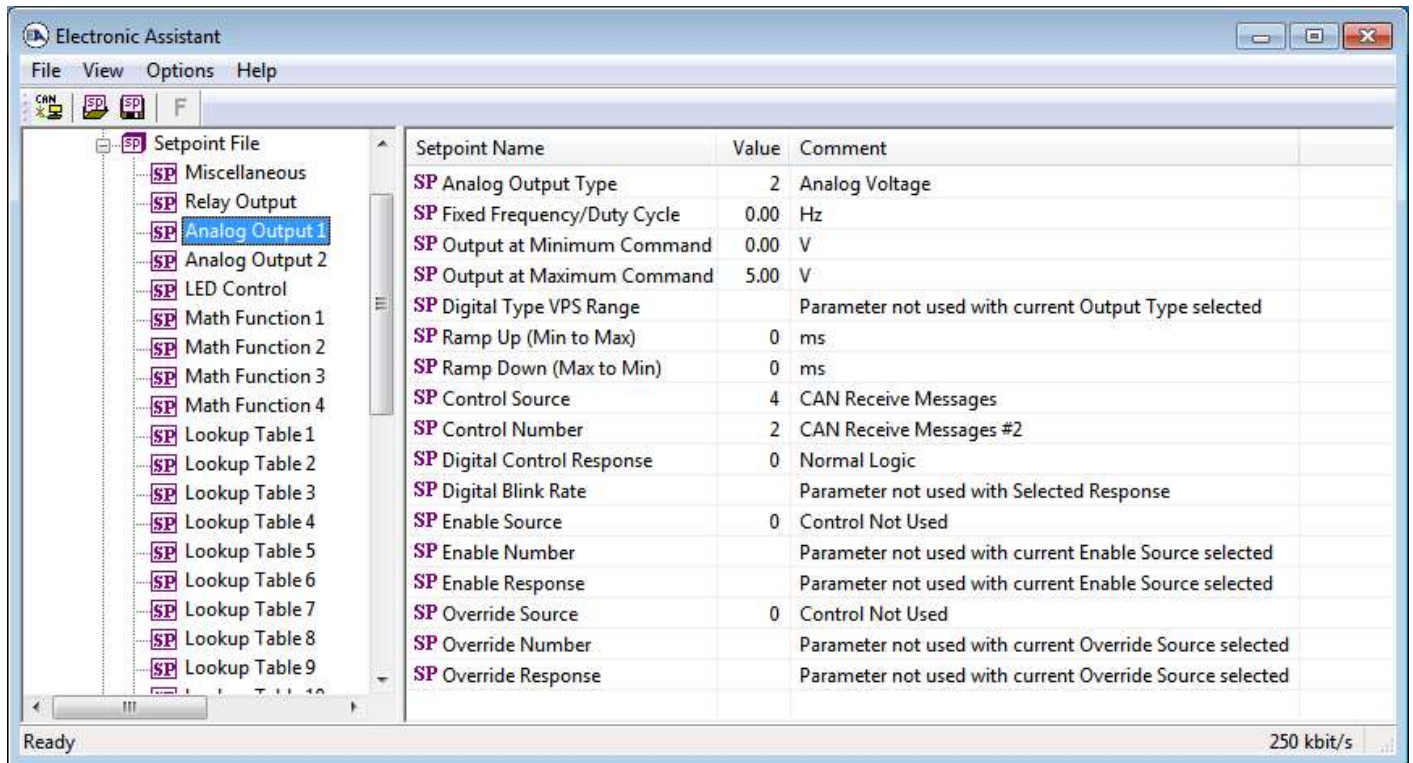 Electronic Assistant
File View Options Help
CAN SP SP F
Setpoint File
Miscellaneous
Relay Output
Analog Output 1
Analog Output 2
LED Control
Math Function 1
Math Function 2
Math Function 3
Math Function 4
Lookup Table 1
Lookup Table 2
Lookup Table 3
Lookup Table 4
Lookup Table 5
Lookup Table 6
Lookup Table 7
Lookup Table 8
Lookup Table 9
Setpoint Name Value Comment
SP Analog Output Type 2 Analog Voltage
SP Fixed Frequency/Duty Cycle 0.00 Hz
SP Output at Minimum Command 0.00 V
SP Output at Maximum Command 5.00 V
SP Digital Type VPS Range Parameter not used with current Output Type selected
SP Ramp Up (Min to Max) 0 ms
SP Ramp Down (Max to Min) 0 ms
SP Control Source 4 CAN Receive Messages
SP Control Number 2 CAN Receive Messages #2
SP Digital Control Response 0 Normal Logic
SP Digital Blink Rate Parameter not used with Selected Response
SP Enable Source 0 Control Not Used
SP Enable Number Parameter not used with current Enable Source selected
SP Enable Response Parameter not used with current Enable Source selected
SP Override Source 0 Control Not Used
SP Override Number Parameter not used with current Override Source selected
SP Override Response Parameter not used with current Override Source selected
Ready 250 kbit/s